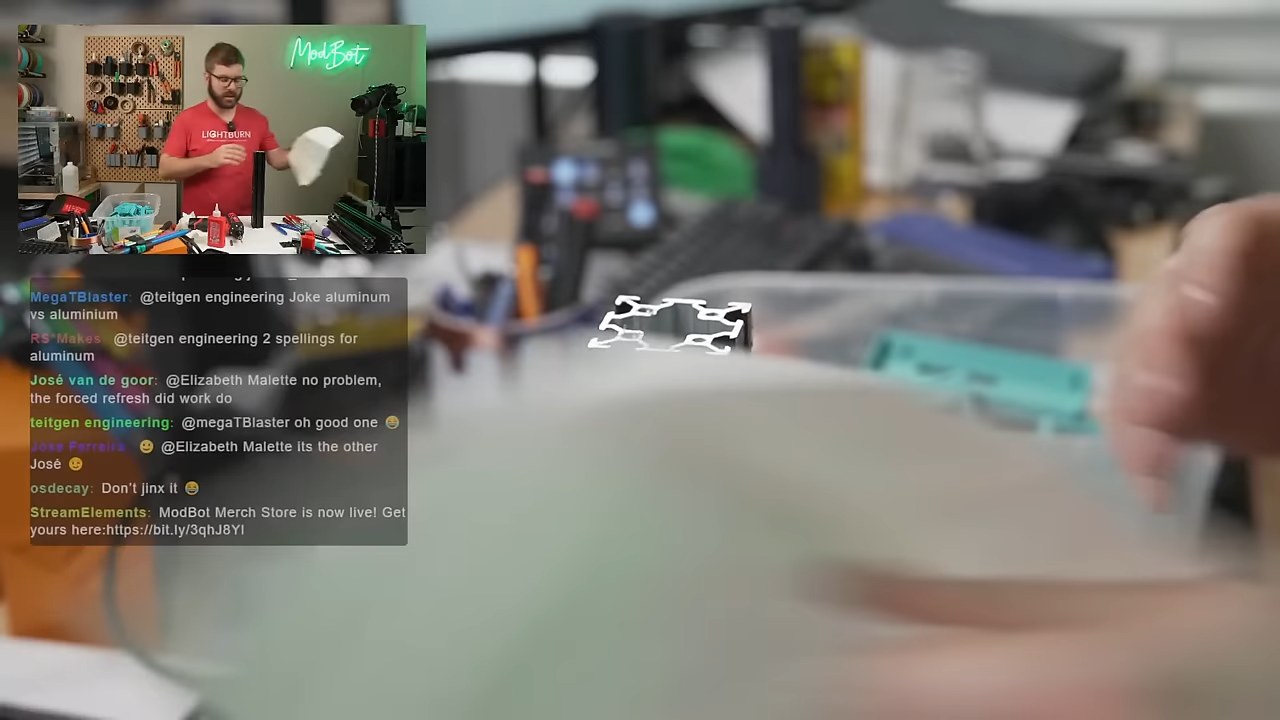 ModBot
LIGHTBURN
MegaTBlaster: @teitgen engineering Joke aluminum
vs aluminium
RS Makes @teitgen engineering 2 spellings for
aluminum
José van de goor: @Elizabeth Malette no problem,
the forced refresh did work do
teitgen engineering: @megaTBlaster oh good one 😂
Joke Ferreira 😀 @Elizabeth Malette its the other
José 😉
osdecay: Don't jinx it 😂
StreamElements: ModBot Merch Store is now live! Get
yours here:https://bit.ly/3qhJ8Yl